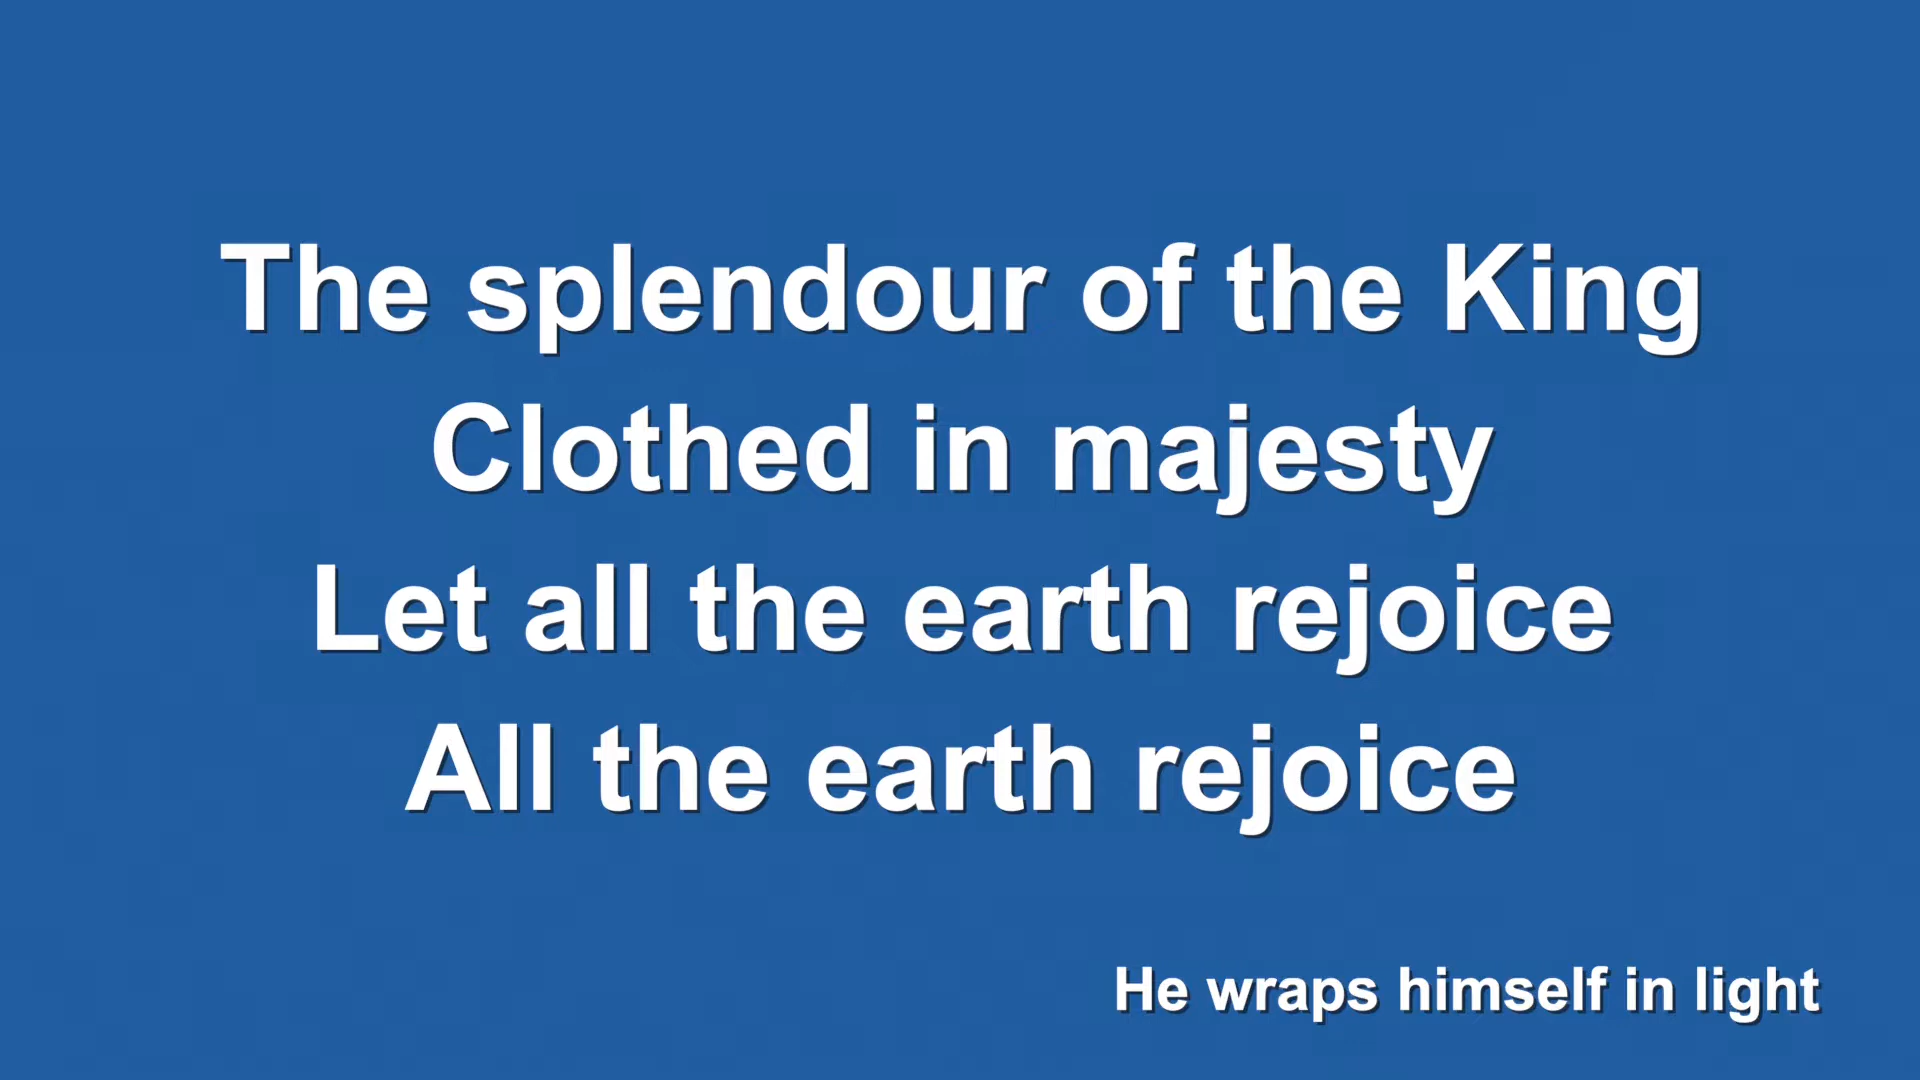 The splendour of the King
Clothed in majesty
Let all the earth rejoice
All the earth rejoice
He wraps himself in light